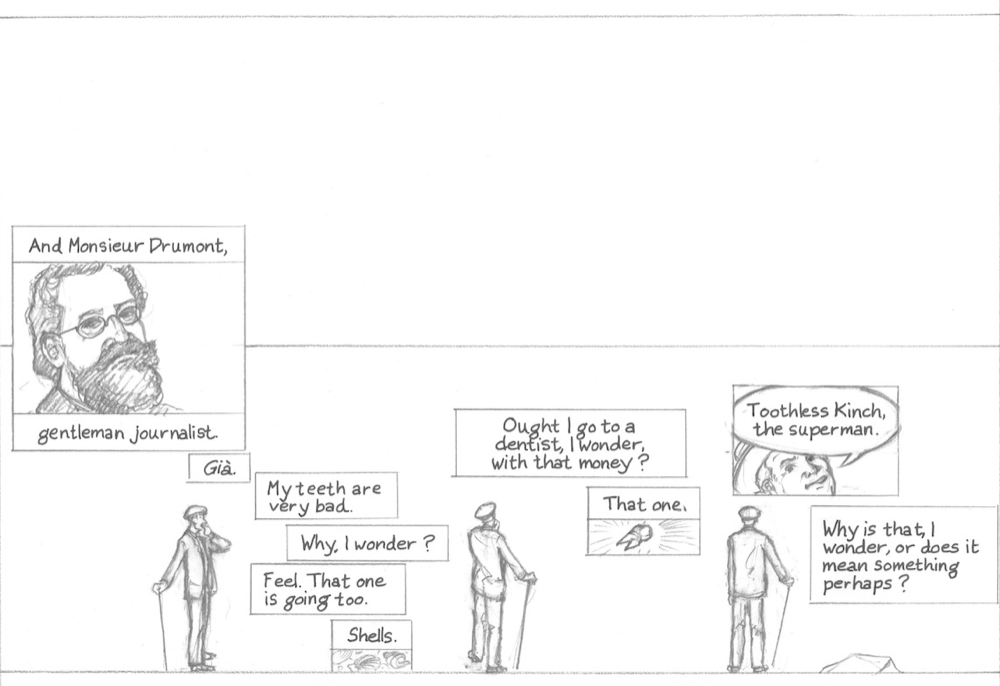 And Monsieur Drumont,
gentleman journalist.
Già.
My teeth are
very bad.
Why, I wonder?
Feel. That one
is going too.
Shells.
Ought I go to a
dentist, I wonder,
with that money?
That one.
Toothless Kinch,
the superman.
Why is that, I
wonder, or does it
mean something
perhaps?